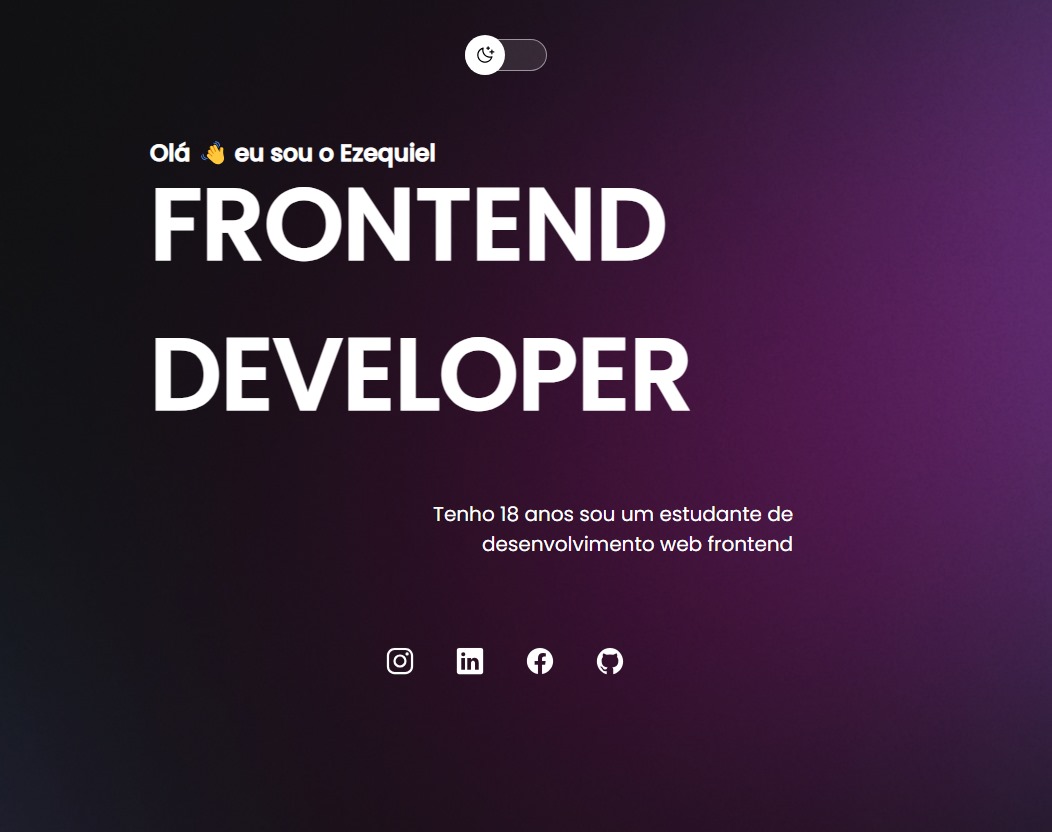 Olá 👋 eu sou o Ezequiel
FRONTEND
DEVELOPER
Tenho 18 anos sou um estudante de
desenvolvimento web frontend